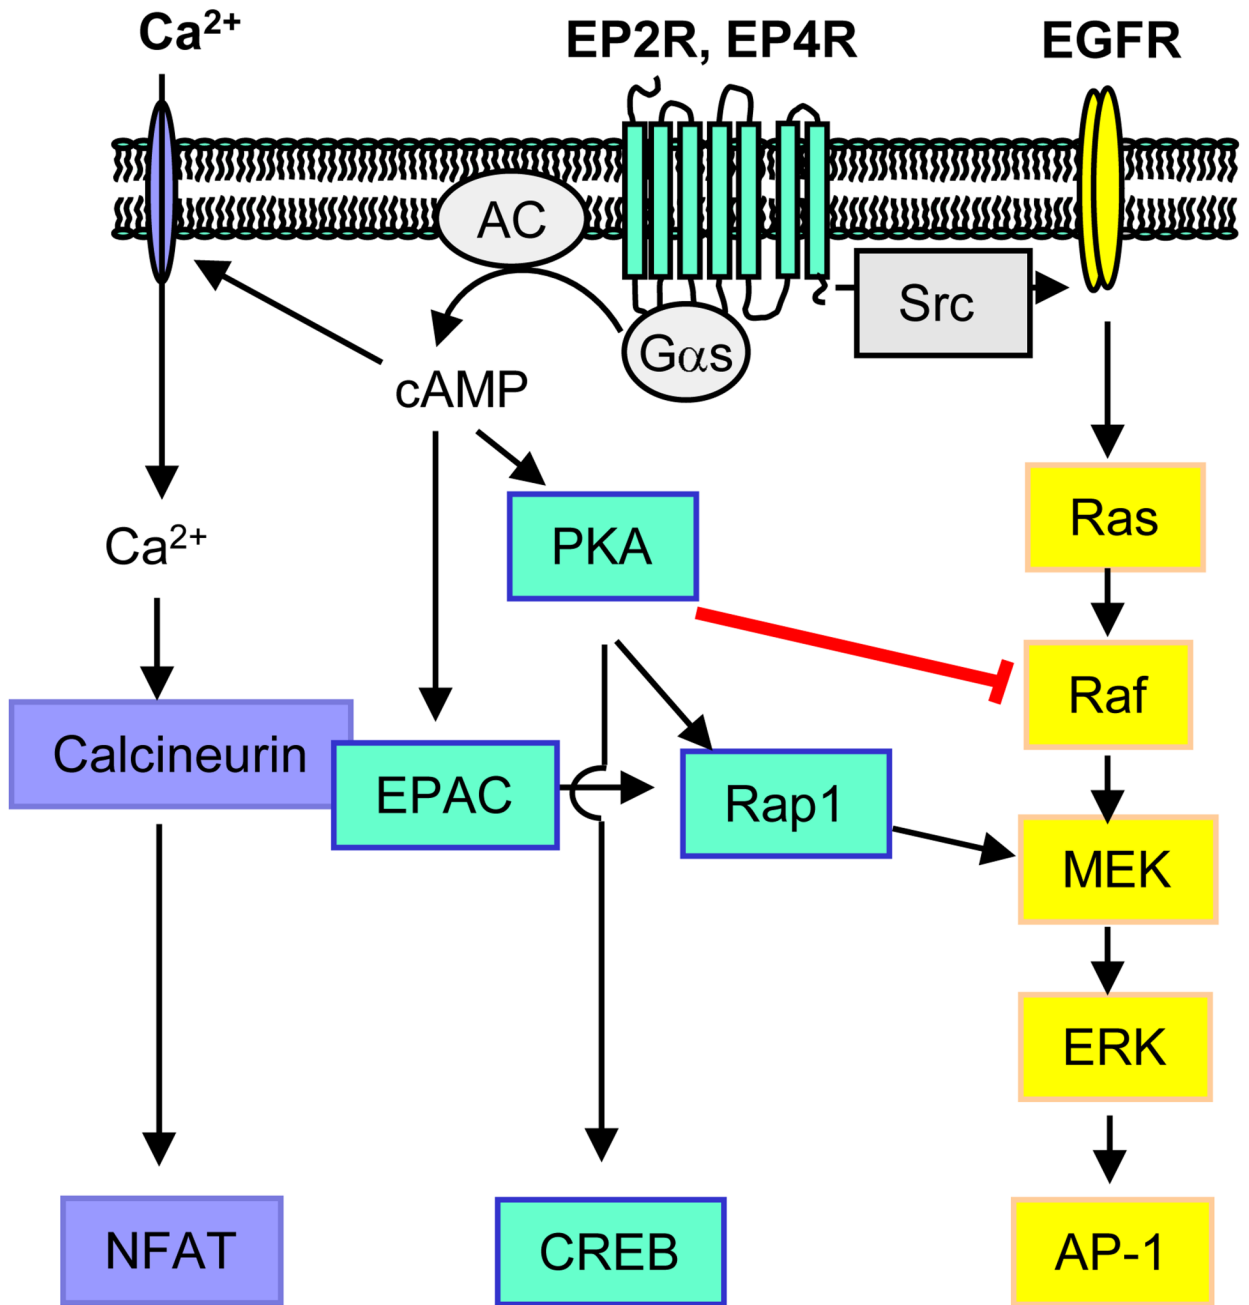 Ca²⁺
EP2R, EP4R
EGFR
AC
Src
Gαs
cAMP
Ras
PKA
Ca²⁺
Raf
Calcineurin
EPAC
Rap1
MEK
ERK
NFAT
CREB
AP-1